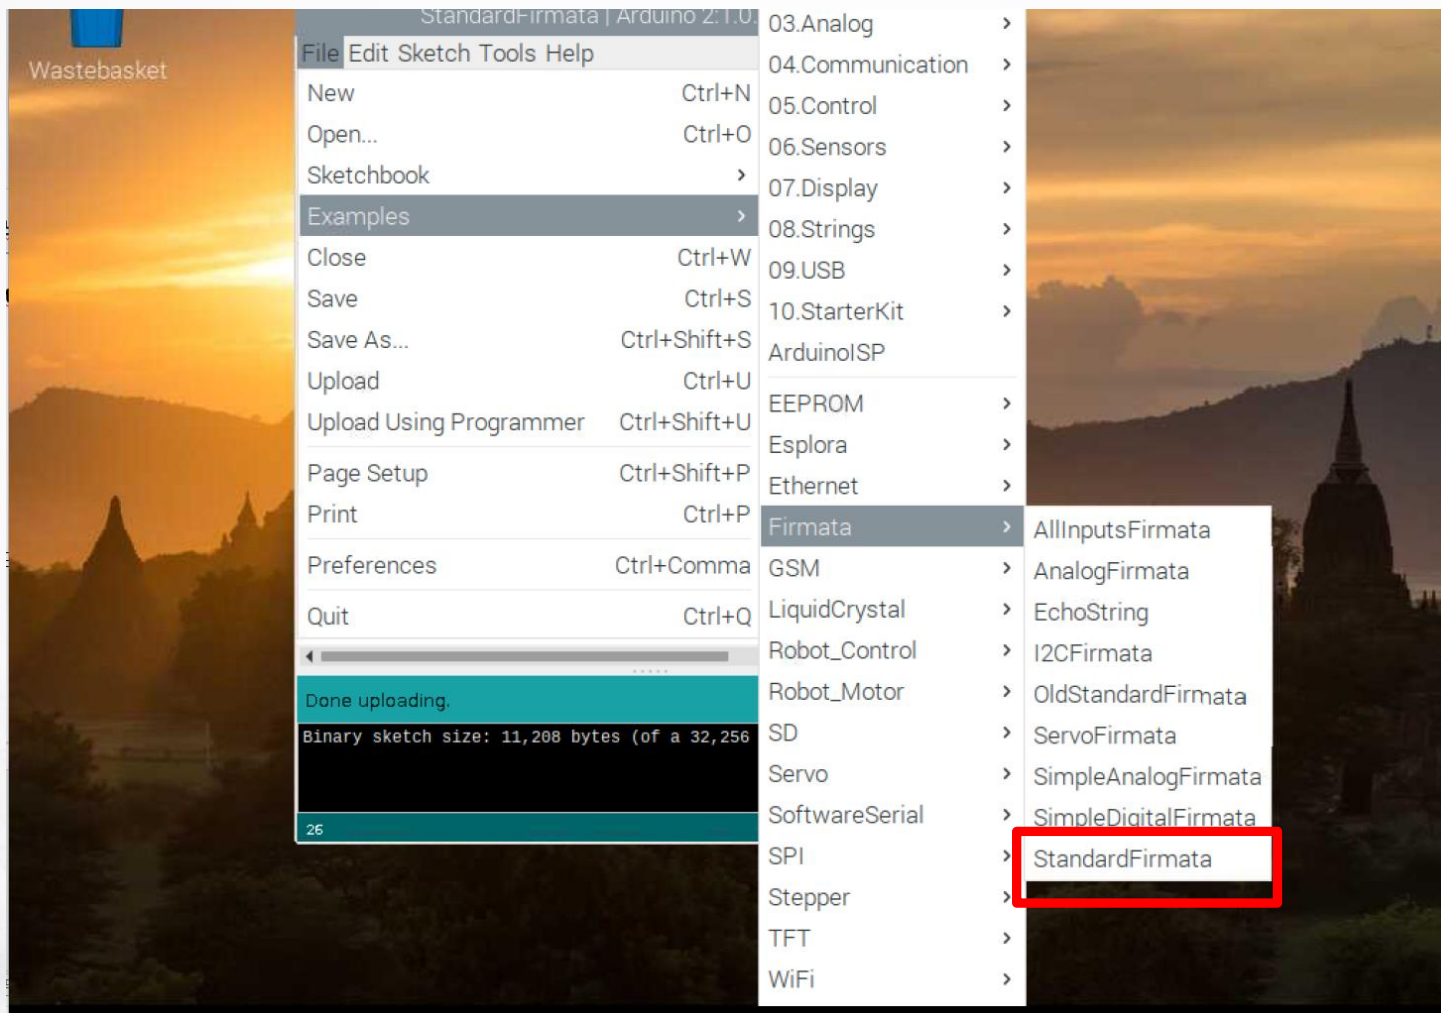 StandardFirmata | Arduino 2:1.0.
Wastebasket
File Edit Sketch Tools Help
New Ctrl+N
Open... Ctrl+O
Sketchbook
Examples
Close Ctrl+W
Save Ctrl+S
Save As... Ctrl+Shift+S
Upload Ctrl+U
Upload Using Programmer Ctrl+Shift+U
Page Setup Ctrl+Shift+P
Print Ctrl+P
Preferences Ctrl+Comma
Quit Ctrl+Q
Done uploading.
Binary sketch size: 11,208 bytes (of a 32,256
26
03.Analog
04.Communication
05.Control
06.Sensors
07.Display
08.Strings
09.USB
10.StarterKit
ArduinoISP
EEPROM
Esplora
Ethernet
Firmata
GSM
LiquidCrystal
Robot_Control
Robot_Motor
SD
Servo
SoftwareSerial
SPI
Stepper
TFT
WiFi
AllInputsFirmata
AnalogFirmata
EchoString
I2CFirmata
OldStandardFirmata
ServoFirmata
SimpleAnalogFirmata
SimpleDigitalFirmata
StandardFirmata